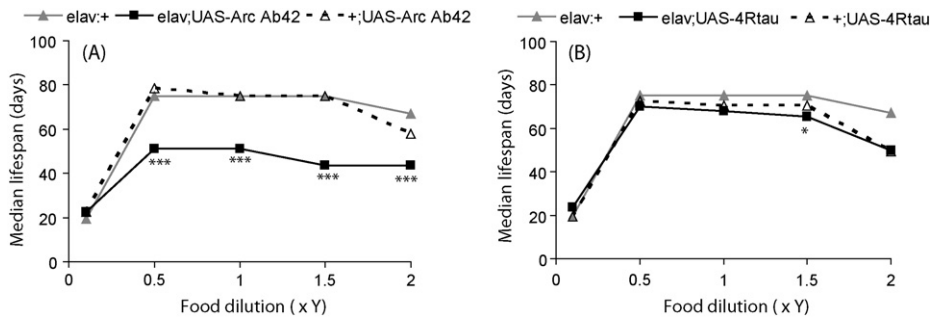 elav:+ elav;UAS-Arc Ab42 +;UAS-Arc Ab42
(A)
Median lifespan (days)
100
80
60
40
20
0
*** *** *** ***
0 0.5 1 1.5 2
Food dilution ( x Y)
elav:+ elav;UAS-4Rtau +;UAS-4Rtau
(B)
Median lifespan (days)
100
80
60
40
20
0
*
0 0.5 1 1.5 2
Food dilution ( x Y)